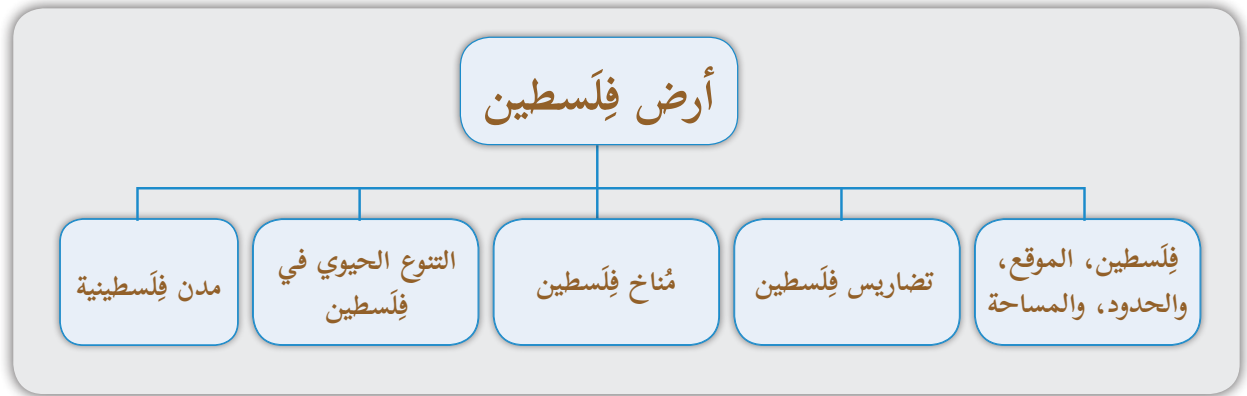 أرض فِلَسطين
فِلَسطين، الموقع،
والحدود، والمساحة
تضاريس فِلَسطين
مُناخ فِلَسطين
التنوع الحيوي في
فِلَسطين
مدن فِلَسطينية